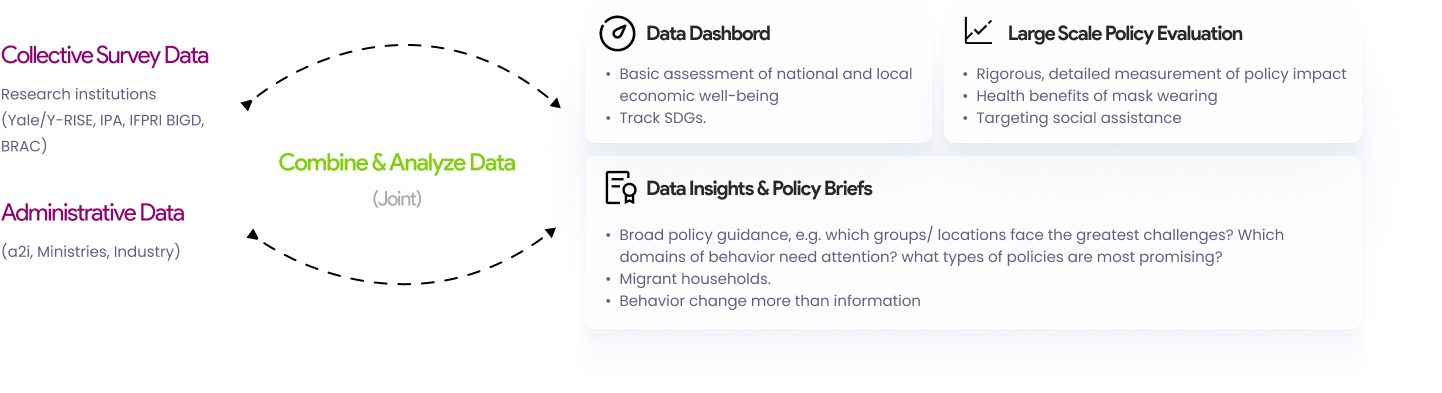 Collective Survey Data
Research institutions
(Yale/Y-RISE, IPA, IFPRI BIGD,
BRAC)
Administrative Data
(a2i, Ministries, Industry)
Combine & Analyze Data
(Joint)
Data Dashbord
• Basic assessment of national and local
economic well-being
• Track SDGs.
Large Scale Policy Evaluation
• Rigorous, detailed measurement of policy impact
• Health benefits of mask wearing
• Targeting social assistance
Data Insights & Policy Briefs
• Broad policy guidance, e.g. which groups/ locations face the greatest challenges? Which
domains of behavior need attention? what types of policies are most promising?
• Migrant households.
• Behavior change more than information